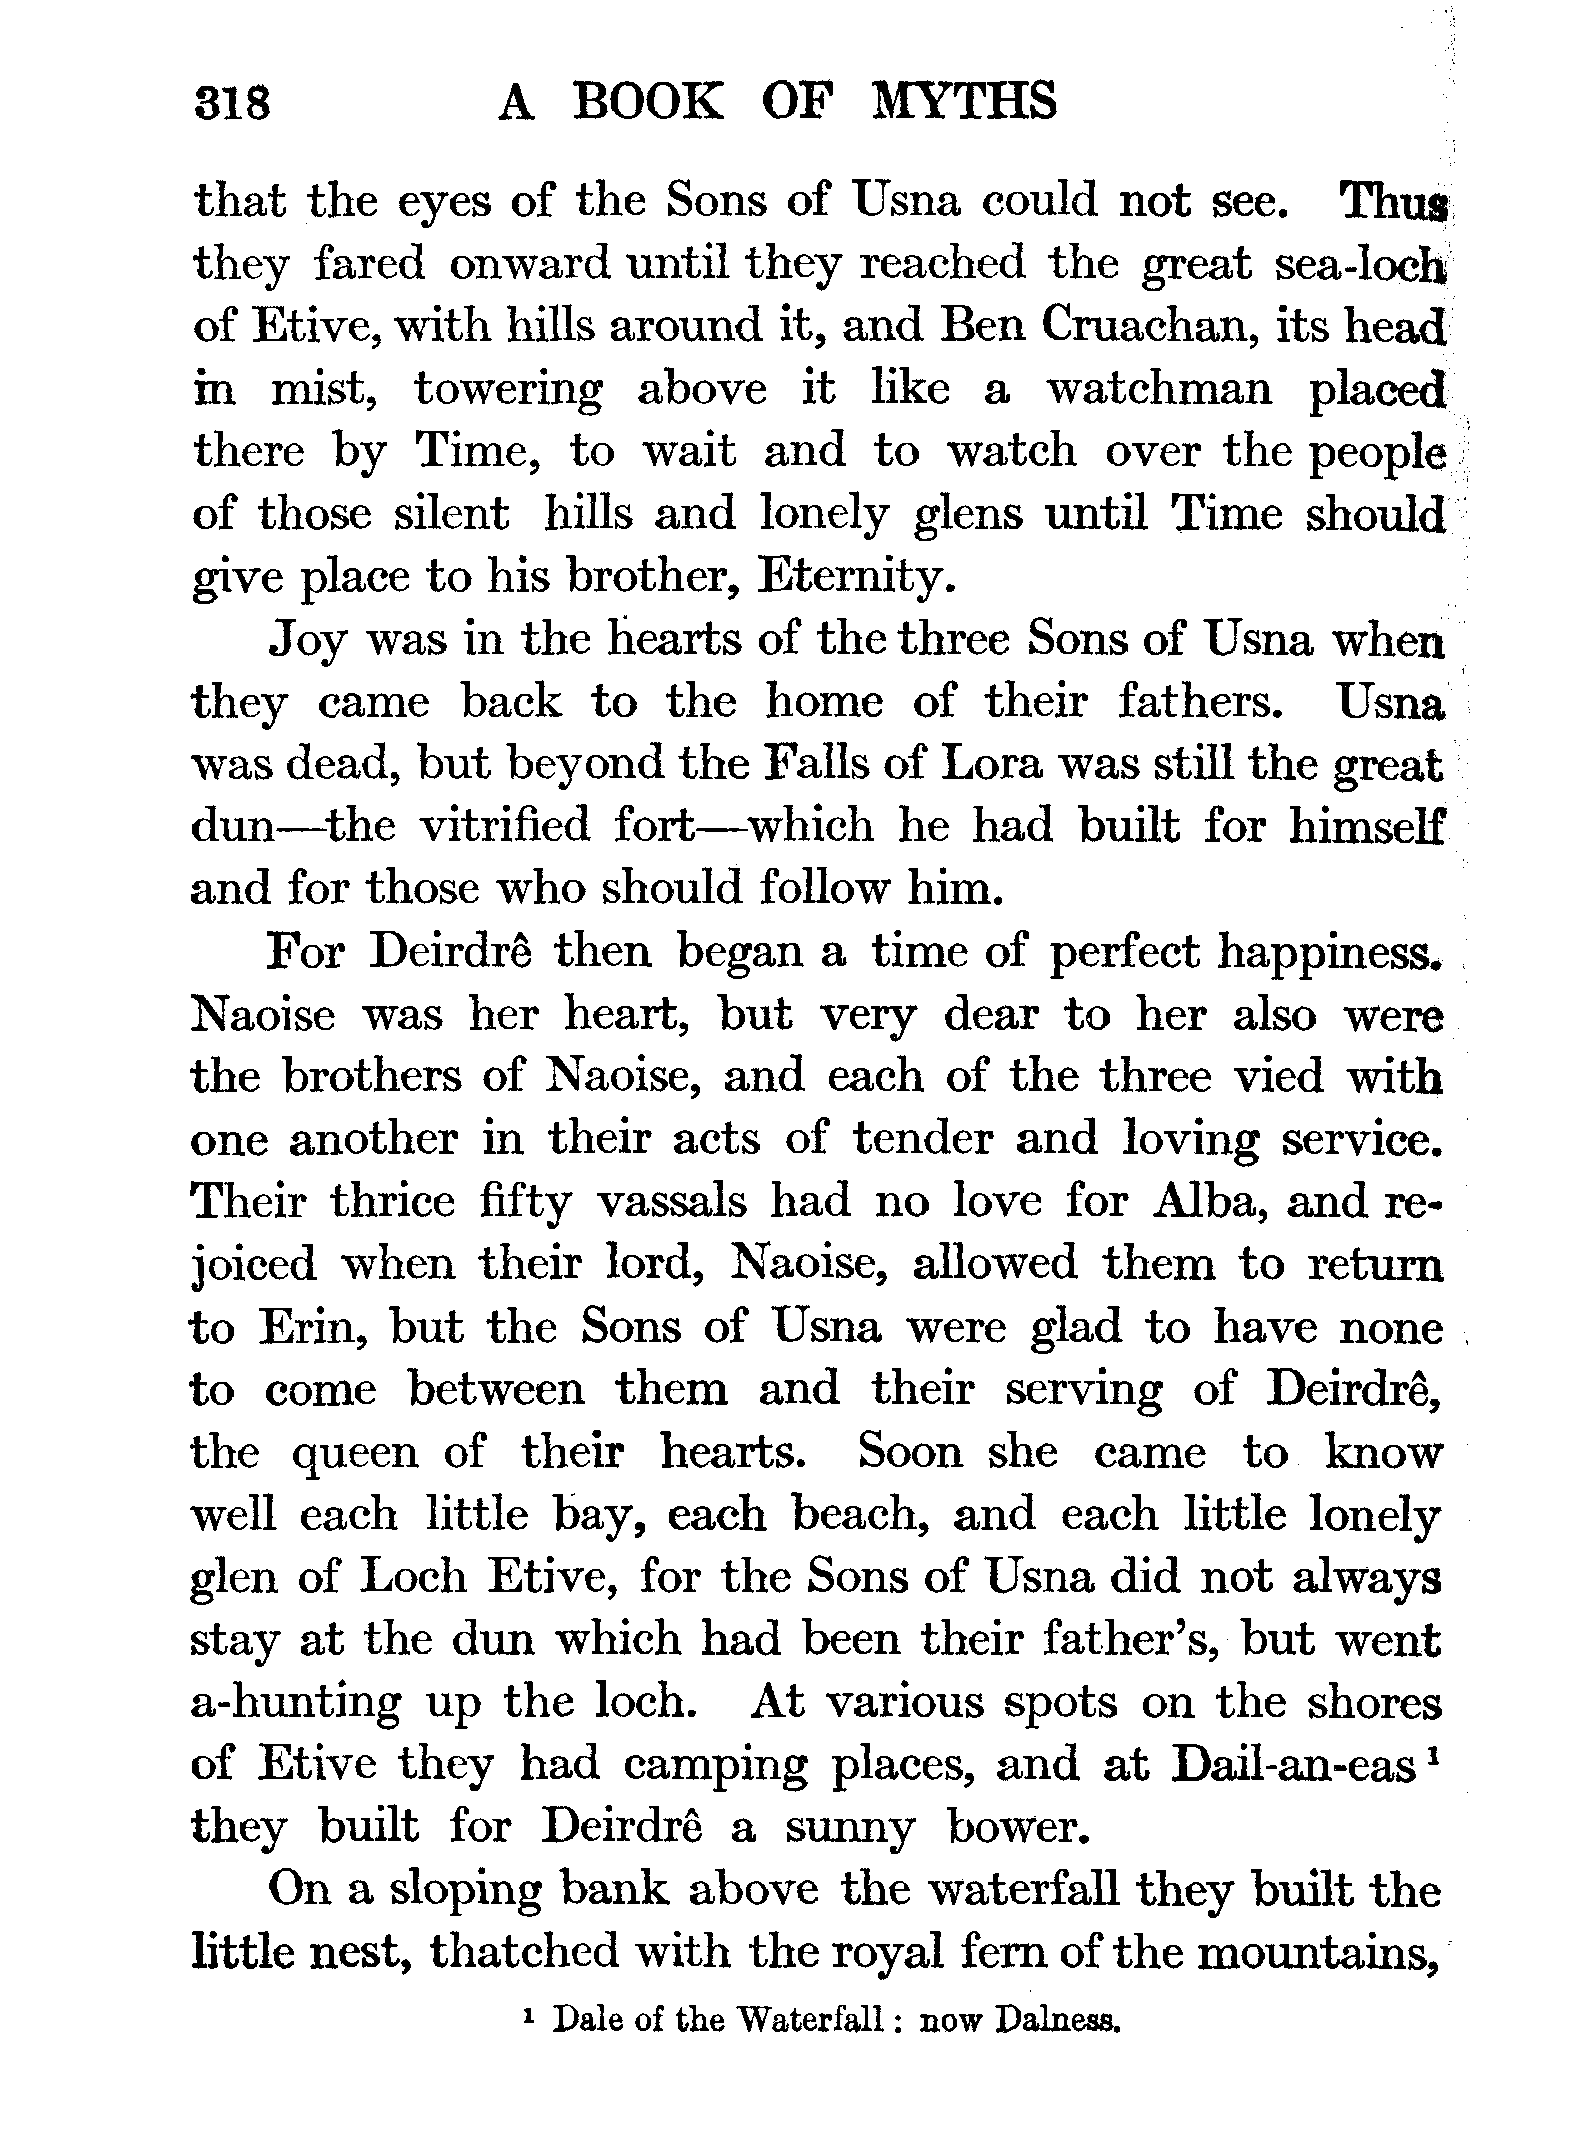 318 A BOOK OF MYTHS
that the eyes of the Sons of Usna could not see. Thus
they fared onward until they reached the great sea-loch
of Etive, with hills around it, and Ben Cruachan, its head
in mist, towering above it like a watchman placed
there by Time, to wait and to watch over the people
of those silent hills and lonely glens until Time should
give place to his brother, Eternity.
Joy was in the hearts of the three Sons of Usna when
they came back to the home of their fathers. Usna
was dead, but beyond the Falls of Lora was still the great
dun—the vitrified fort—which he had built for himself
and for those who should follow him.
For Deirdrê then began a time of perfect happiness.
Naoise was her heart, but very dear to her also were
the brothers of Naoise, and each of the three vied with
one another in their acts of tender and loving service.
Their thrice fifty vassals had no love for Alba, and re-
joiced when their lord, Naoise, allowed them to return
to Erin, but the Sons of Usna were glad to have none
to come between them and their serving of Deirdrê,
the queen of their hearts. Soon she came to know
well each little bay, each beach, and each little lonely
glen of Loch Etive, for the Sons of Usna did not always
stay at the dun which had been their father's, but went
a-hunting up the loch. At various spots on the shores
of Etive they had camping places, and at Dail-an-eas ¹
they built for Deirdrê a sunny bower.
On a sloping bank above the waterfall they built the
little nest, thatched with the royal fern of the mountains,
¹ Dale of the Waterfall: now Dalness.